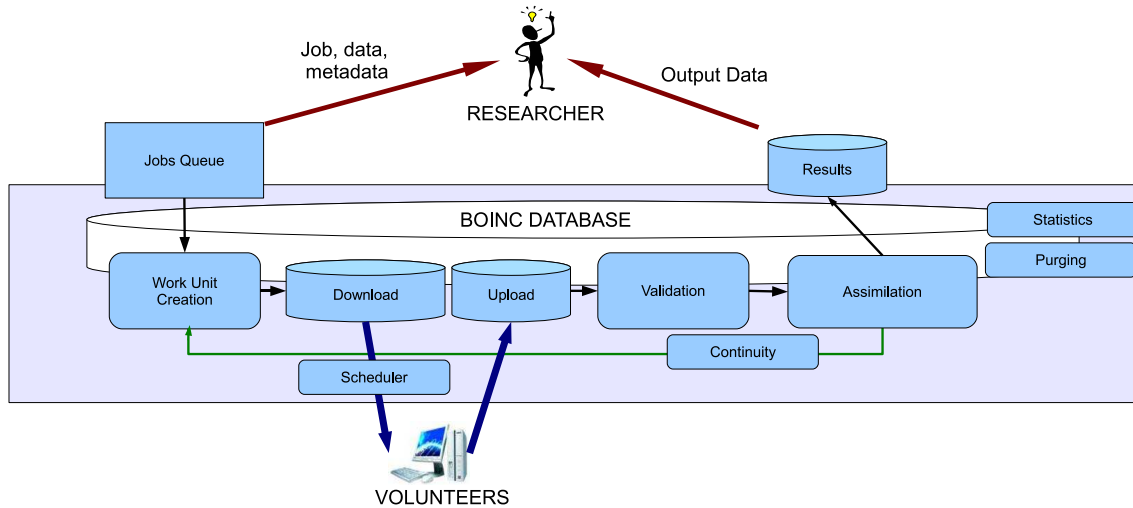 Job, data,
metadata
Output Data
RESEARCHER
Jobs Queue
Results
BOINC DATABASE
Statistics
Purging
Work Unit
Creation
Download
Upload
Validation
Assimilation
Continuity
Scheduler
VOLUNTEERS